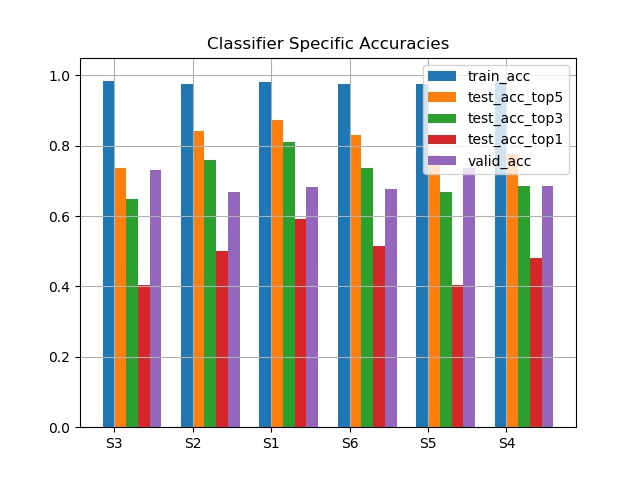 Classifier Specific Accuracies
1.0
0.8
0.6
0.4
0.2
0.0
train_acc
test_acc_top5
test_acc_top3
test_acc_top1
valid_acc
S3 S2 S1 S6 S5 S4